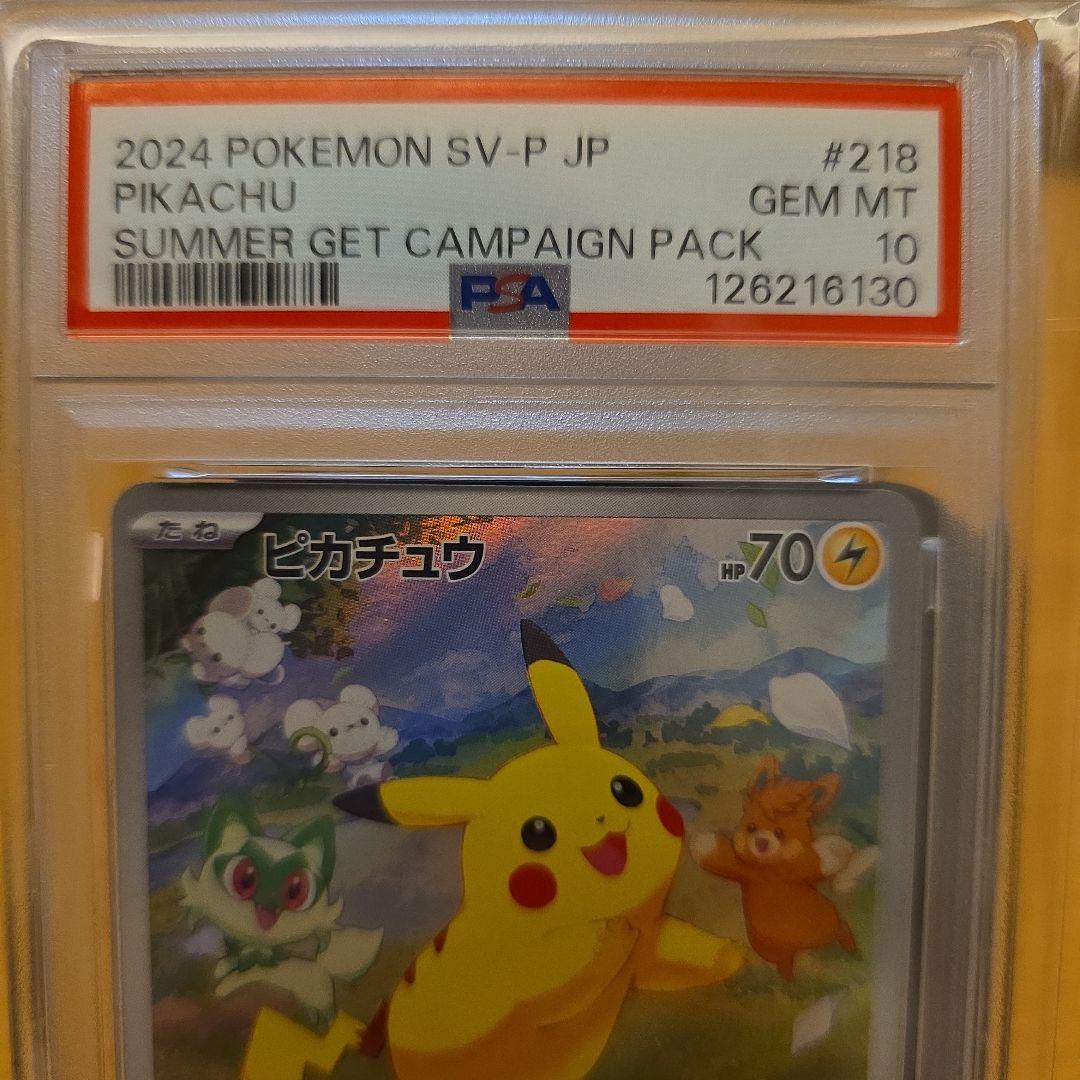 2024 POKEMON SV-P JP #218
PIKACHU GEM MT
SUMMER GET CAMPAIGN PACK 10
PSA 126216130
たね ピカチュウ HP70